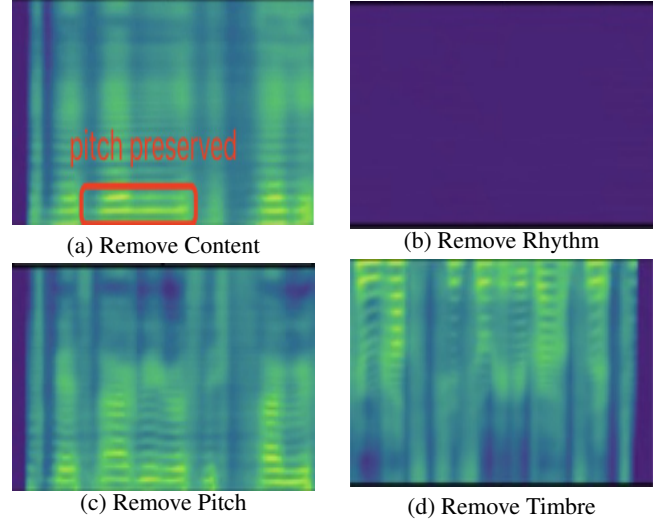 pitch preserved
(a) Remove Content
(b) Remove Rhythm
(c) Remove Pitch
(d) Remove Timbre